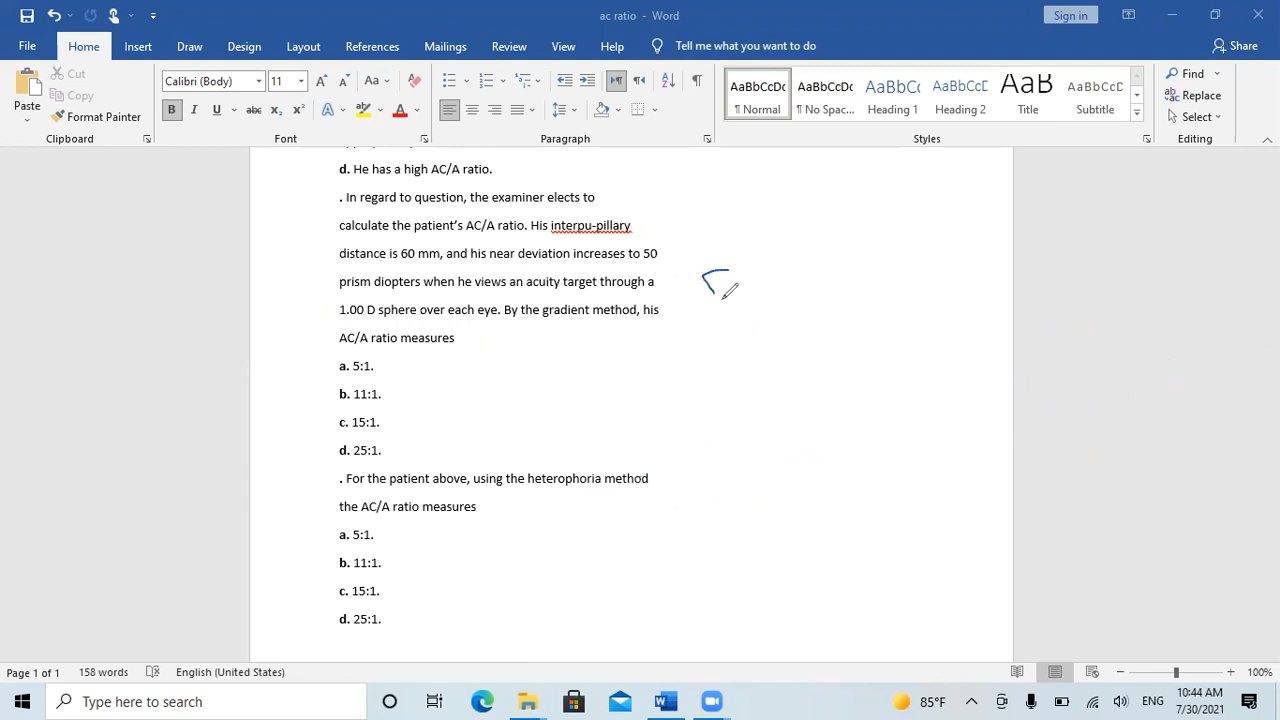 ac ratio - Word
Sign in
File Home Insert Draw Design Layout References Mailings Review View Help Tell me what you want to do Share
Paste Cut Copy Format Painter
Calibri (Body) 11 Aa
B I U abc x₂ x² A A
AaBbCcDc AaBbCcDc AaBbCc AaBbCcD AaB AaBbCcD
¶ Normal ¶ No Spac... Heading 1 Heading 2 Title Subtitle
Find Replace Select
Clipboard Font Paragraph Styles Editing
d. He has a high AC/A ratio.
. In regard to question, the examiner elects to
calculate the patient's AC/A ratio. His interpu-pillary
distance is 60 mm, and his near deviation increases to 50
prism diopters when he views an acuity target through a
1.00 D sphere over each eye. By the gradient method, his
AC/A ratio measures
a. 5:1.
b. 11:1.
c. 15:1.
d. 25:1.
. For the patient above, using the heterophoria method
the AC/A ratio measures
a. 5:1.
b. 11:1.
c. 15:1.
d. 25:1.
Page 1 of 1 158 words English (United States) 100%
Type here to search 85°F ENG 10:44 AM
7/30/2021